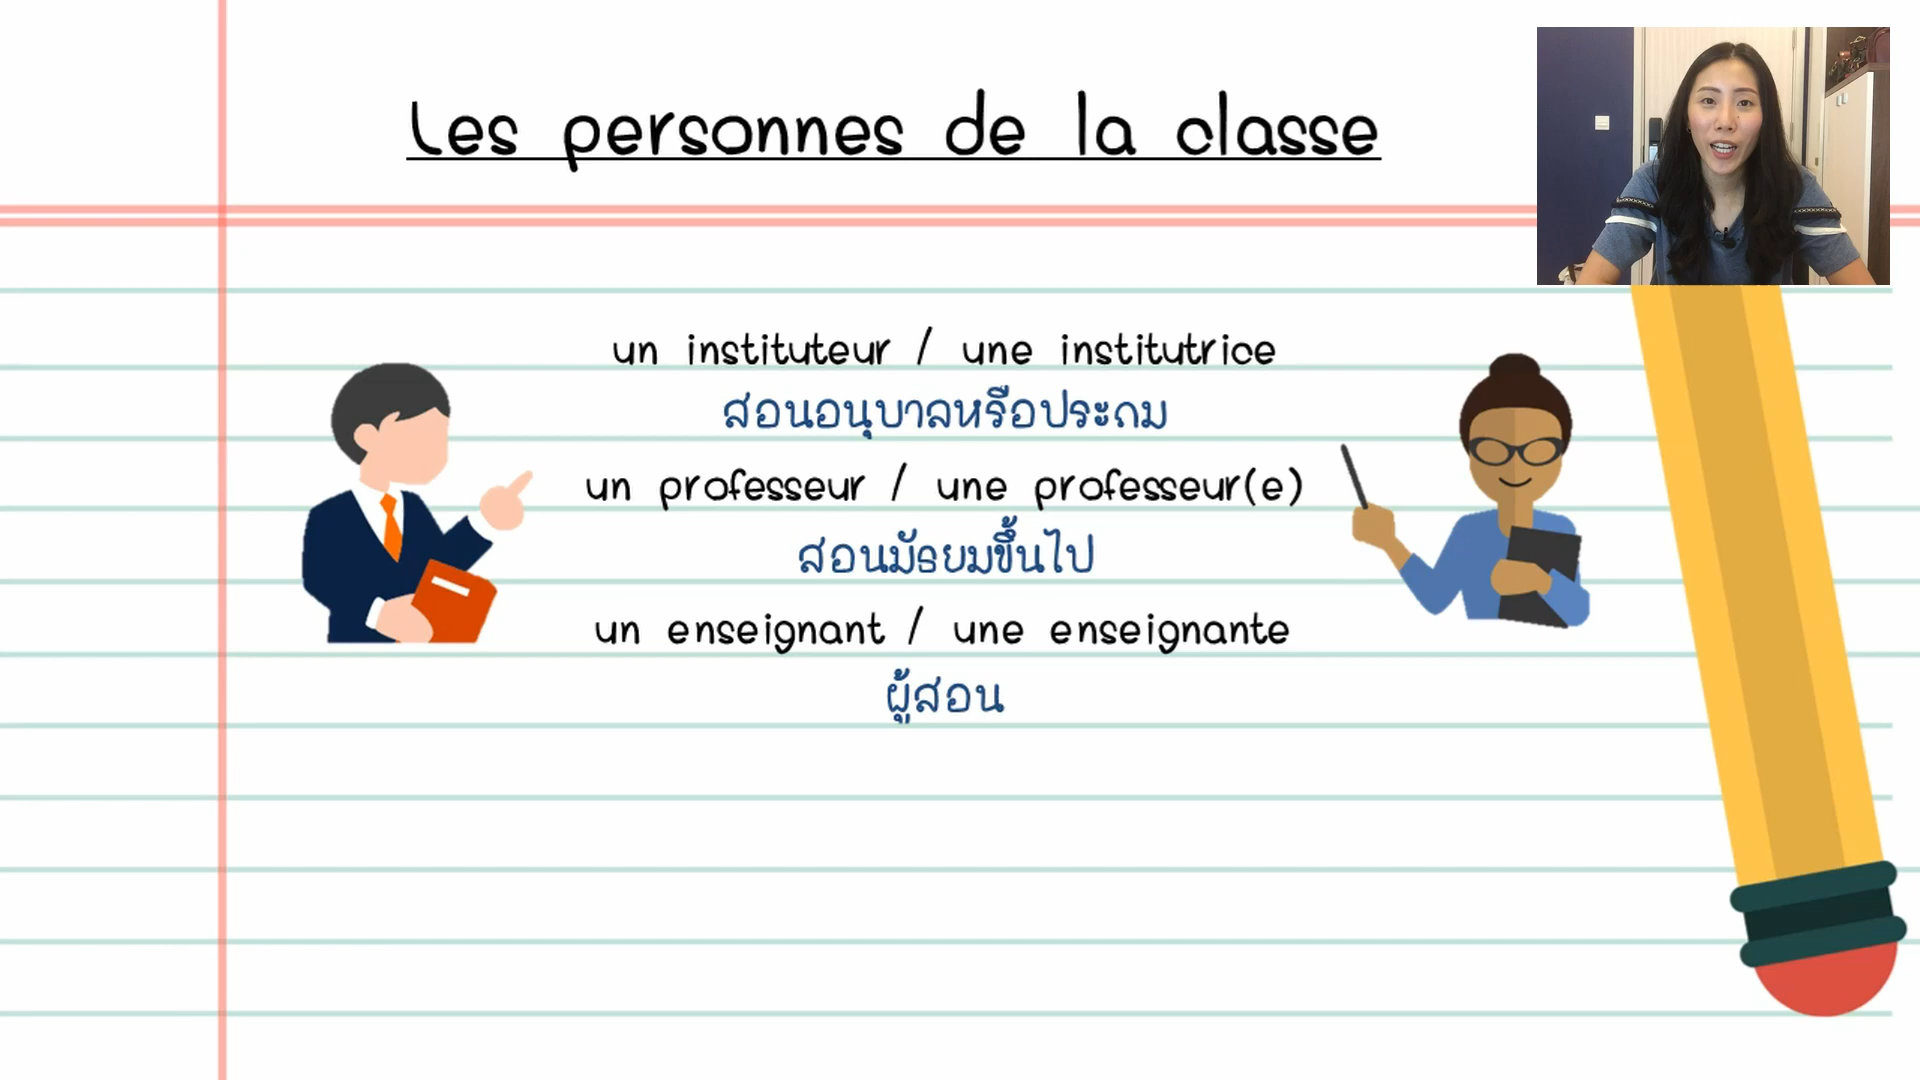 Les personnes de la classe
un instituteur / une institutrice
สอนอนุบาลหรือประถม
un professeur / une professeur(e)
สอนมัธยมขึ้นไป
un enseignant / une enseignante
ผู้สอน